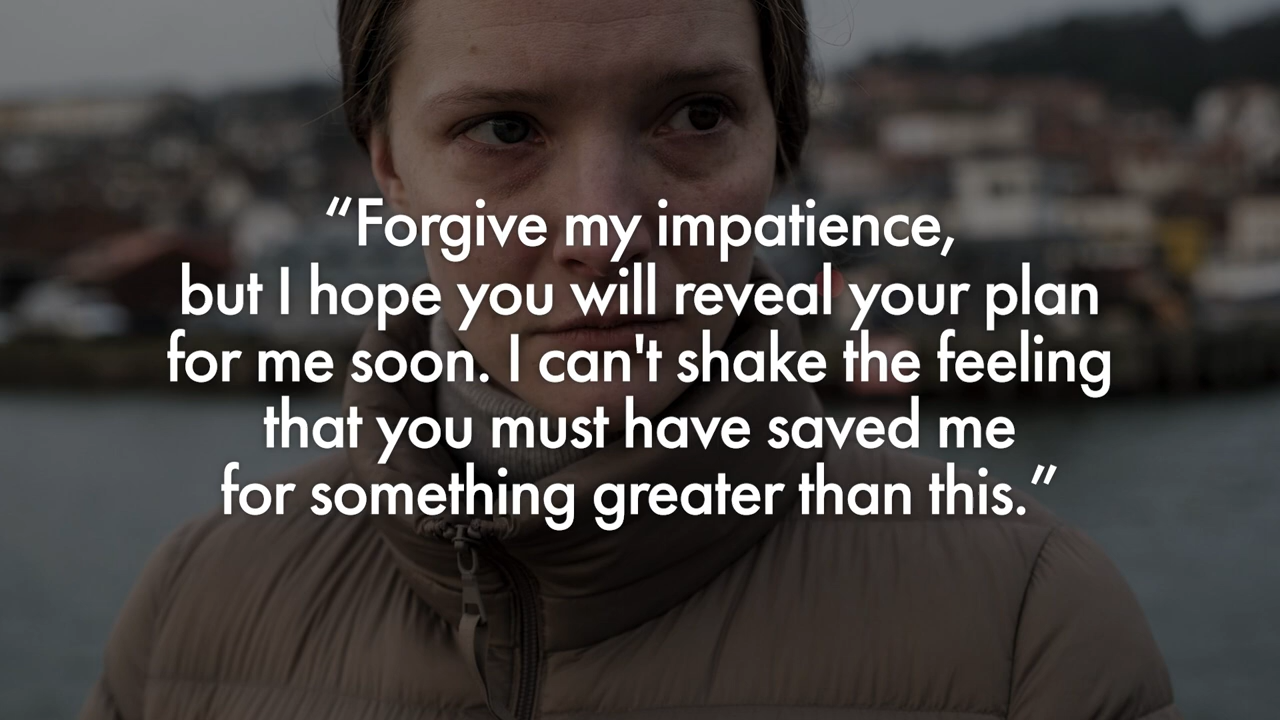 “Forgive my impatience,
but I hope you will reveal your plan
for me soon. I can't shake the feeling
that you must have saved me
for something greater than this.”